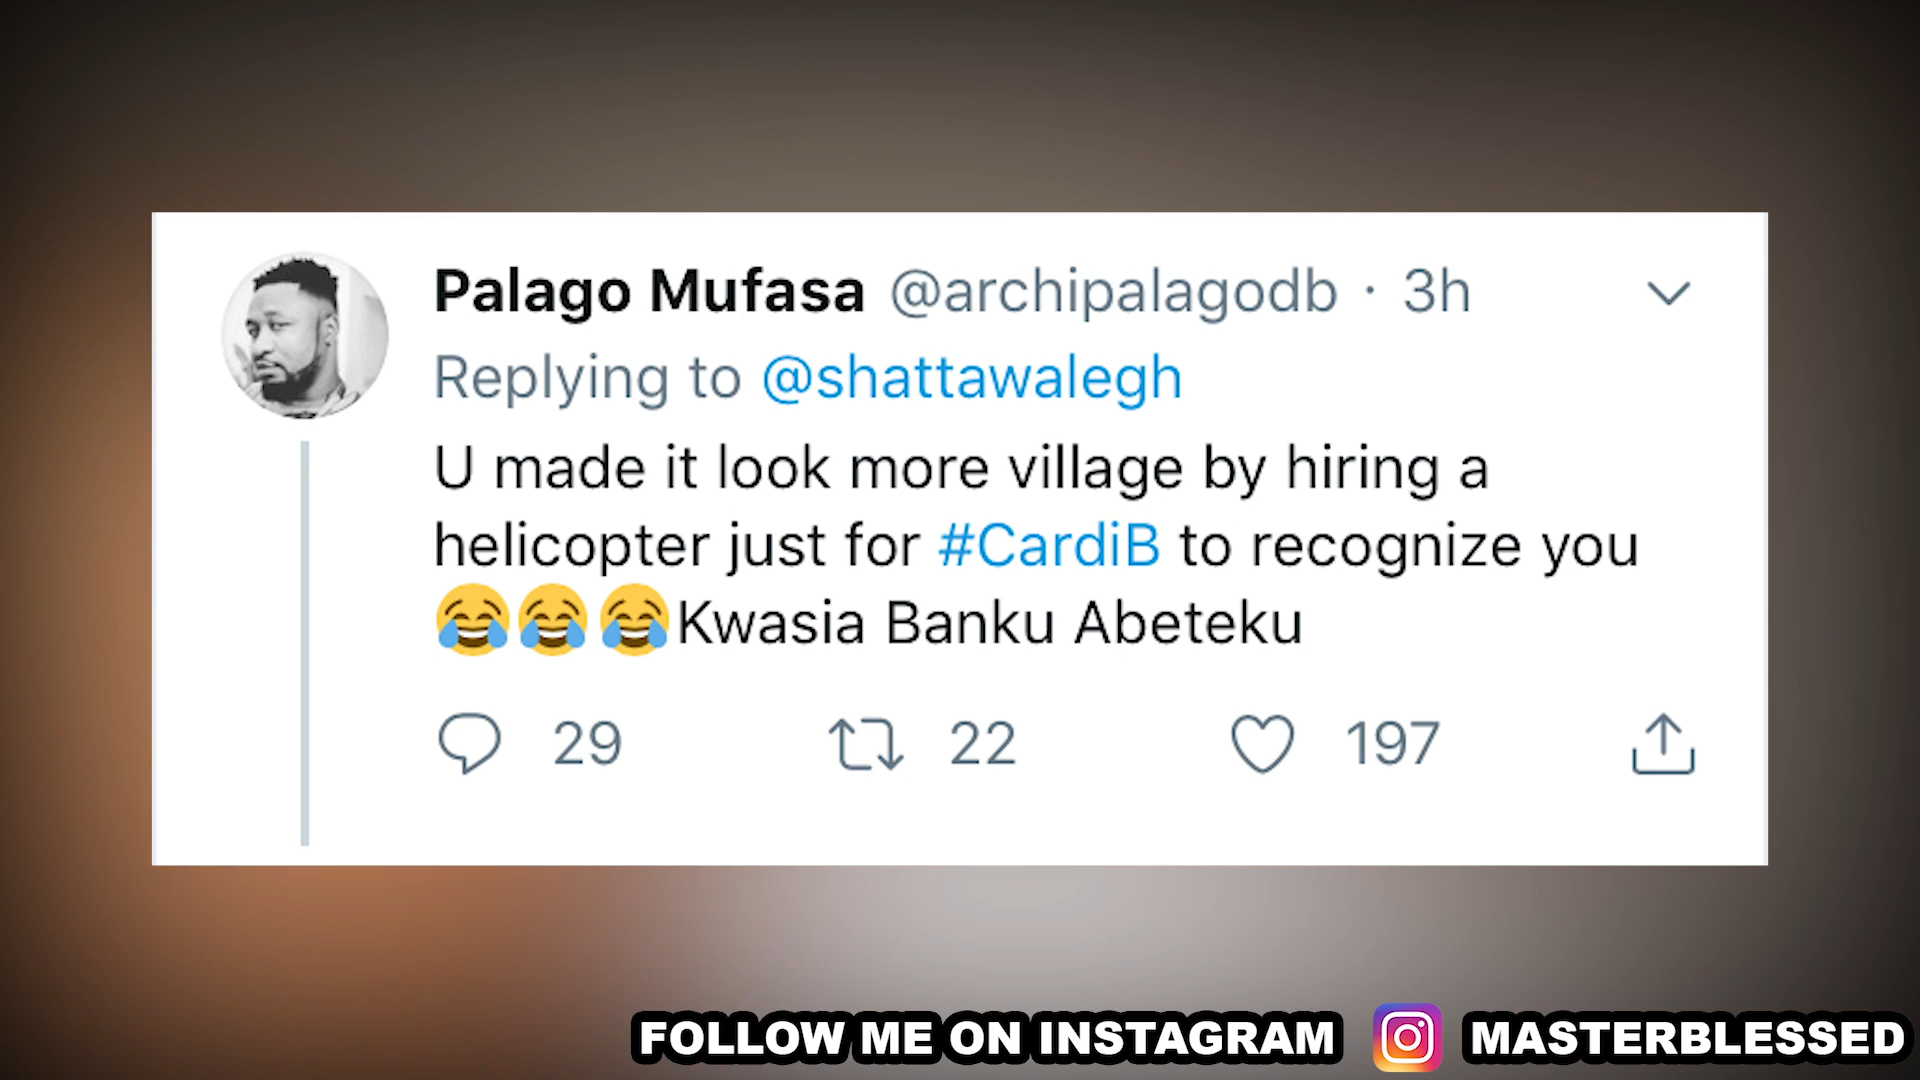 Palago Mufasa @archipalagodb · 3h
Replying to @shattawalegh
U made it look more village by hiring a
helicopter just for #CardiB to recognize you
😂😂😂Kwasia Banku Abeteku
29 22 197
FOLLOW ME ON INSTAGRAM MASTERBLESSED